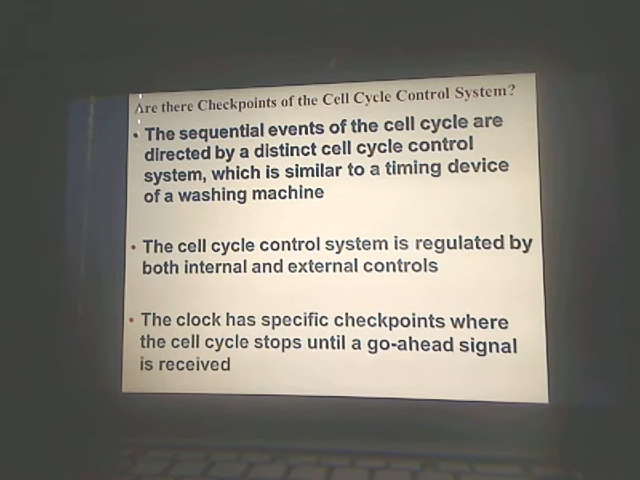 Are there Checkpoints of the Cell Cycle Control System?
• The sequential events of the cell cycle are
directed by a distinct cell cycle control
system, which is similar to a timing device
of a washing machine
• The cell cycle control system is regulated by
both internal and external controls
• The clock has specific checkpoints where
the cell cycle stops until a go-ahead signal
is received